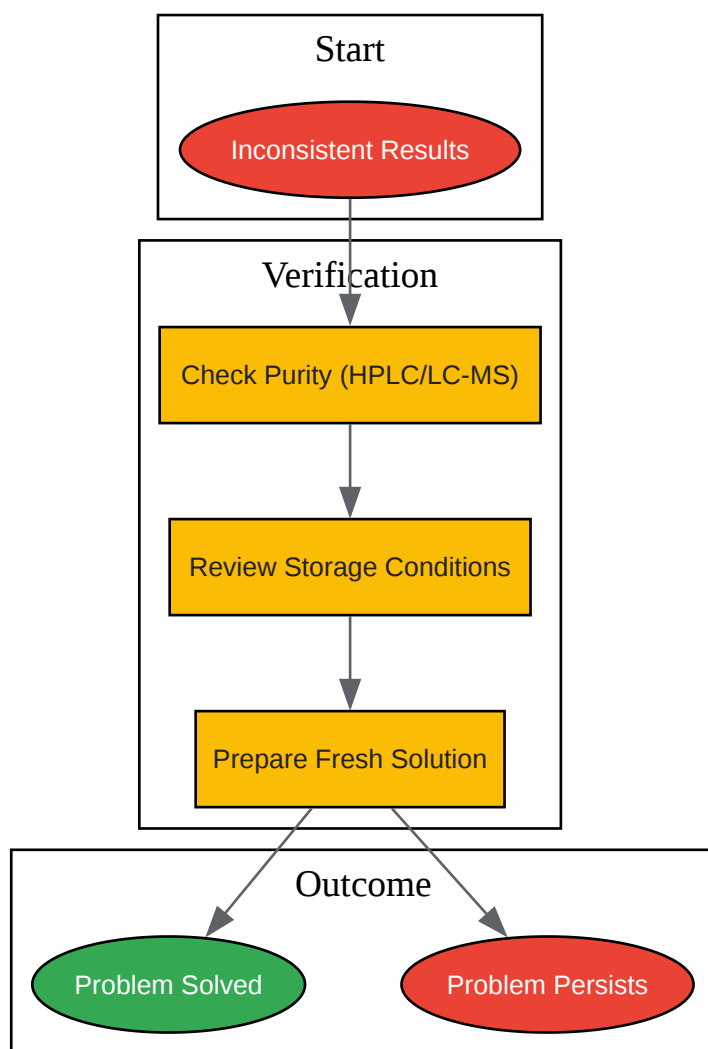 Start
Inconsistent Results
Verification
Check Purity (HPLC/LC-MS)
Review Storage Conditions
Prepare Fresh Solution
Outcome
Problem Solved
Problem Persists